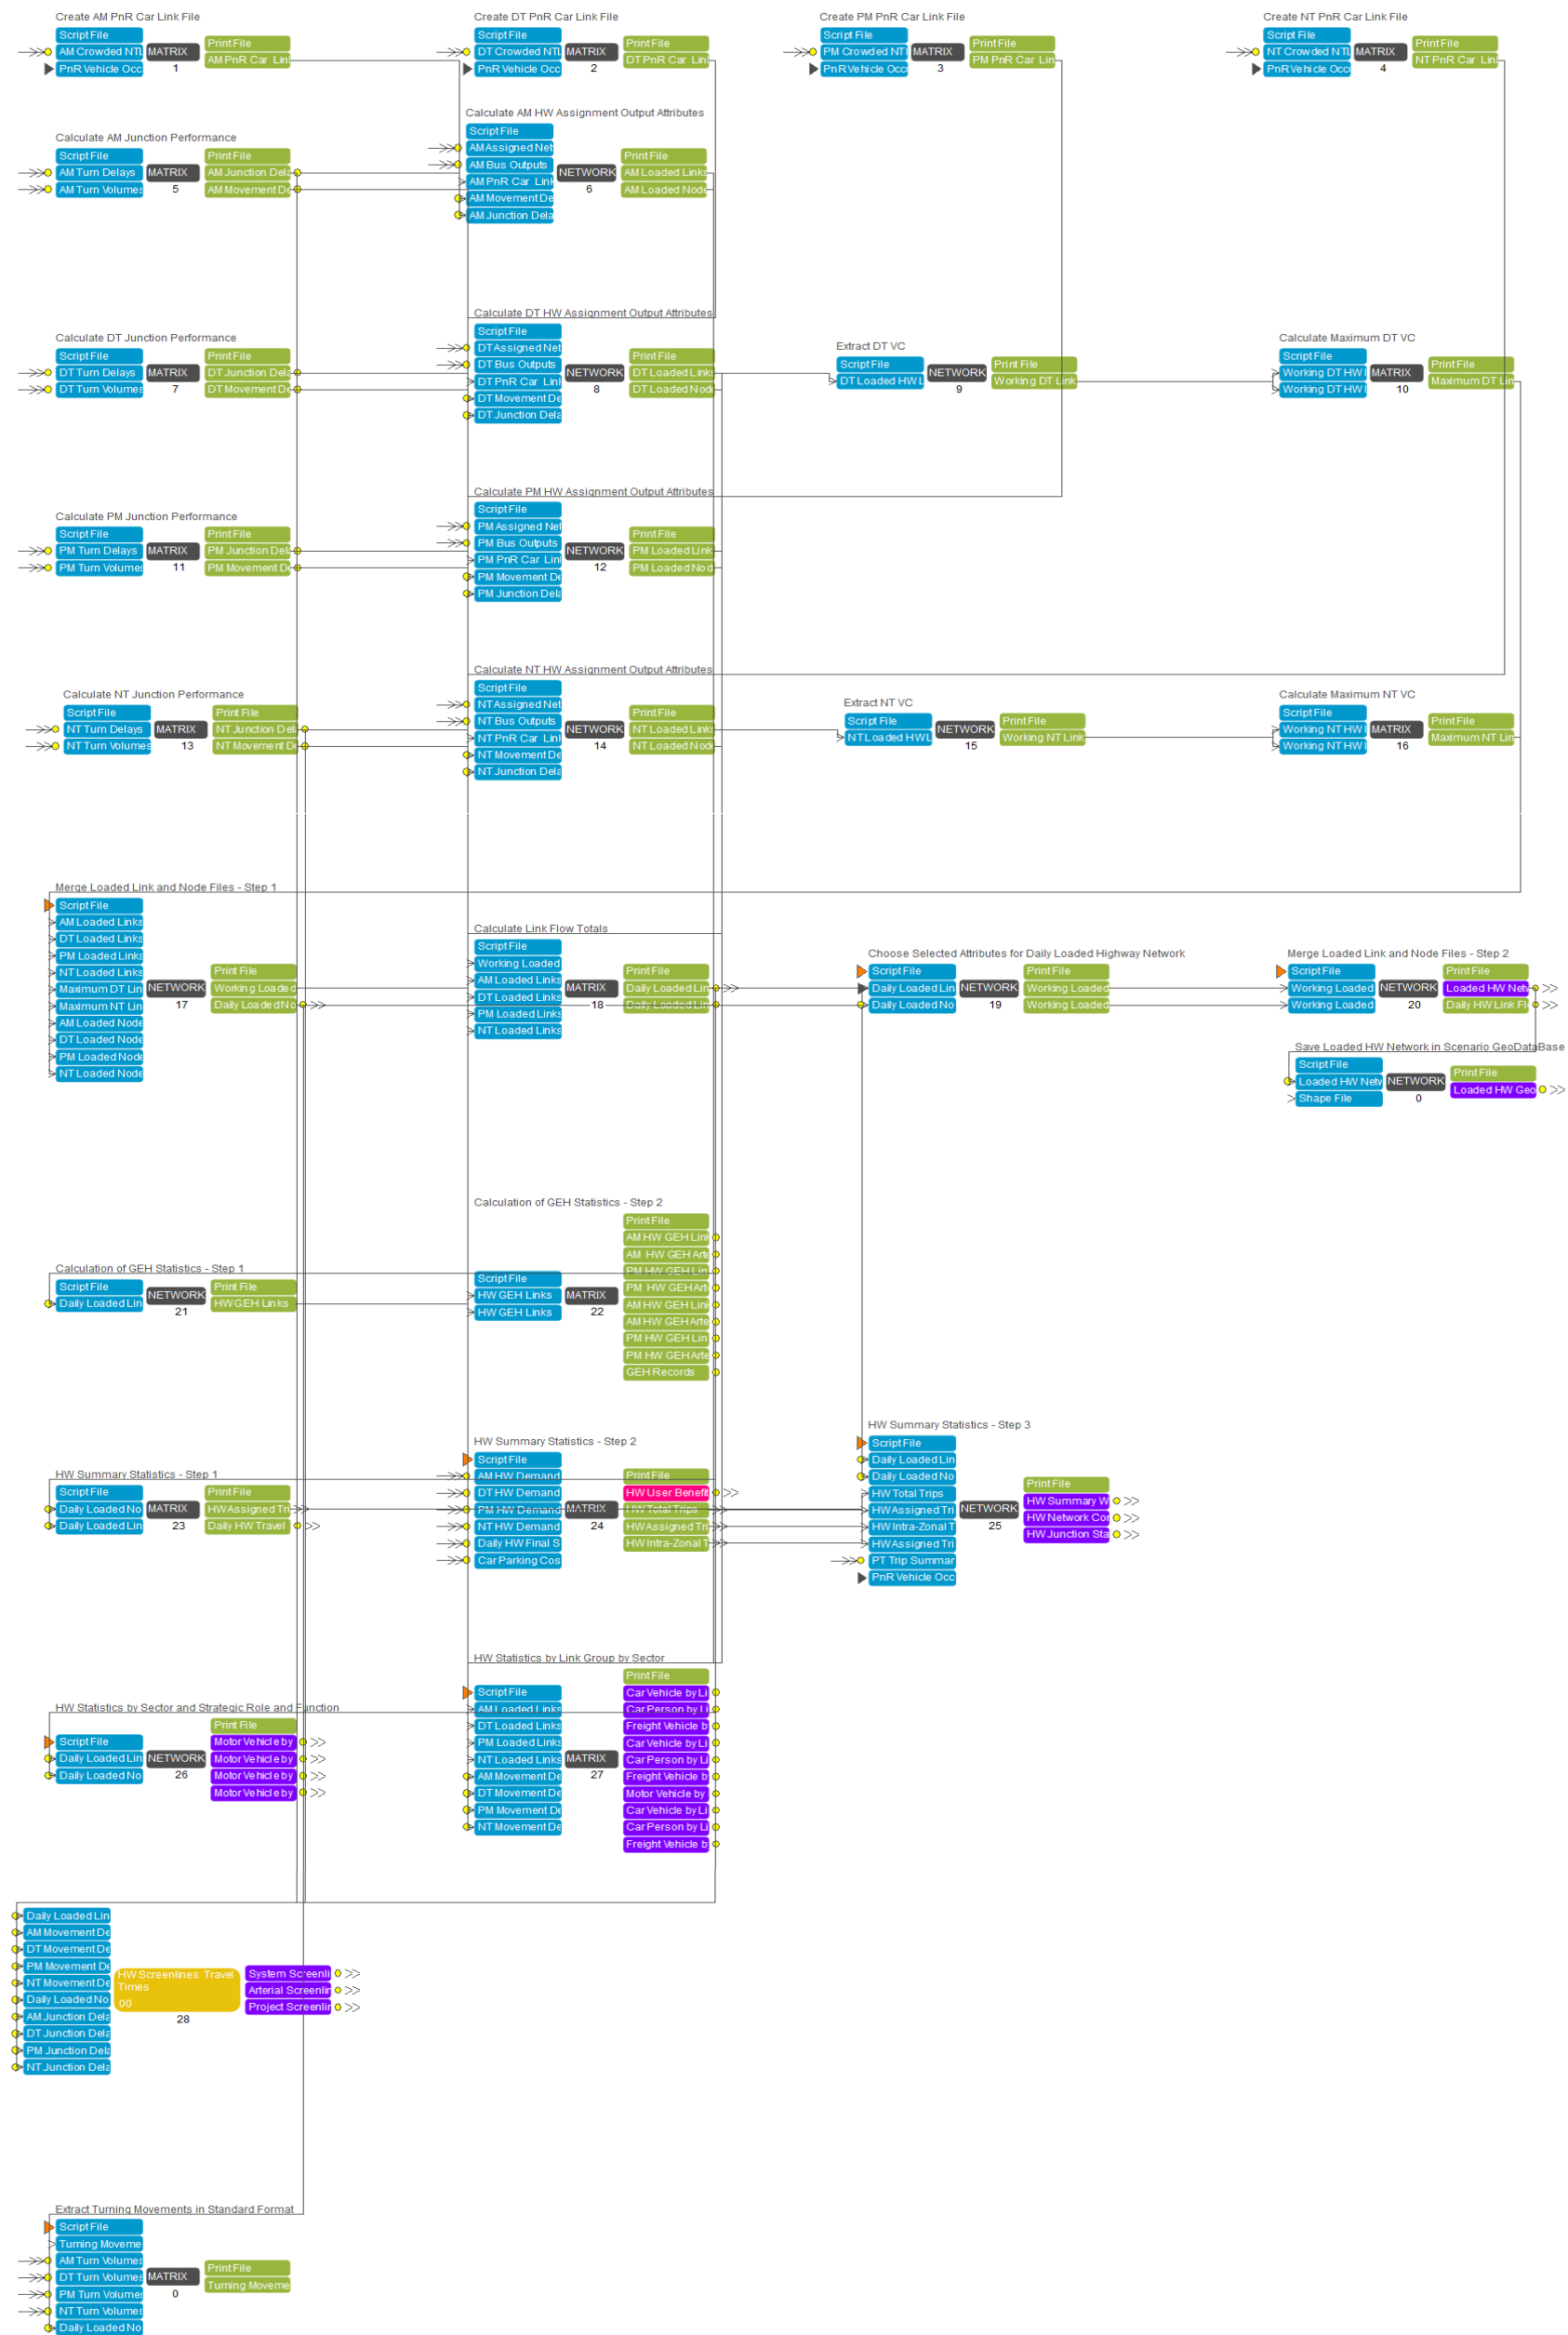 Create AM PnR Car Link File
Script File
AM Crowded NTL
PnR Vehicle Occ
MATRIX
1
Print File
AM PnR Car Lin
Create DT PnR Car Link File
Script File
DT Crowded NTL
PnR Vehicle Occ
MATRIX
2
Print File
DT PnR Car Lin
Create PM PnR Car Link File
Script File
PM Crowded NT
PnR Vehicle Occ
MATRIX
3
Print File
PM PnR Car Lin
Create NT PnR Car Link File
Script File
NT Crowded NTL
PnR Vehicle Occ
MATRIX
4
Print File
NT PnR Car Lin
Calculate AM Junction Performance
Script File
AM Turn Delays
AM Turn Volumes
MATRIX
5
Print File
AM Junction Dela
AM Movement De
Calculate AM HW Assignment Output Attributes
Script File
AM Assigned Net
AM Bus Outputs
AM PnR Car Link
AM Movement De
AM Junction Dela
NETWORK
6
Print File
AM Loaded Links
AM Loaded Node
Calculate DT Junction Performance
Script File
DT Turn Delays
DT Turn Volumes
MATRIX
7
Print File
DT Junction Dela
DT Movement De
Calculate DT HW Assignment Output Attributes
Script File
DT Assigned Net
DT Bus Outputs
DT PnR Car Link
DT Movement De
DT Junction Dela
NETWORK
8
Print File
DT Loaded Links
DT Loaded Node
Extract DT VC
Script File
DT Loaded HW L
NETWORK
9
Print File
Working DT Link
Calculate Maximum DT VC
Script File
Working DT HW
Working DT HW
MATRIX
10
Print File
Maximum DT Lin
Calculate PM Junction Performance
Script File
PM Turn Delays
PM Turn Volumes
MATRIX
11
Print File
PM Junction Dela
PM Movement De
Calculate PM HW Assignment Output Attributes
Script File
PM Assigned Net
PM Bus Outputs
PM PnR Car Lin
PM Movement De
PM Junction Dela
NETWORK
12
Print File
PM Loaded Link
PM Loaded Nod
Calculate NT Junction Performance
Script File
NT Turn Delays
NT Turn Volumes
MATRIX
13
Print File
NT Junction Del
NT Movement De
Calculate NT HW Assignment Output Attributes
Script File
NT Assigned Net
NT Bus Outputs
NT PnR Car Link
NT Movement De
NT Junction Dela
NETWORK
14
Print File
NT Loaded Links
NT Loaded Node
Extract NT VC
Script File
NT Loaded HW L
NETWORK
15
Print File
Working NT Link
Calculate Maximum NT VC
Script File
Working NT HW
Working NT HW
MATRIX
16
Print File
Maximum NT Lin
Merge Loaded Link and Node Files - Step 1
Script File
AM Loaded Links
DT Loaded Links
PM Loaded Links
NT Loaded Links
Maximum DT Lin
Maximum NT Lin
AM Loaded Node
DT Loaded Node
PM Loaded Node
NT Loaded Node
NETWORK
17
Print File
Working Loaded
Daily Loaded No
Calculate Link Flow Totals
Script File
Working Loaded
AM Loaded Links
DT Loaded Links
PM Loaded Links
NT Loaded Links
MATRIX
18
Print File
Daily Loaded Lin
Daily Loaded Lin
Choose Selected Attributes for Daily Loaded Highway Network
Script File
Daily Loaded Lin
Daily Loaded No
NETWORK
19
Print File
Working Loaded
Working Loaded
Merge Loaded Link and Node Files - Step 2
Script File
Working Loaded
Working Loaded
NETWORK
20
Print File
Loaded HW Netw
Daily HW Link Fl
Save Loaded HW Network in Scenario GeoDataBase
Script File
Loaded HW Netw
Shape File
NETWORK
0
Print File
Loaded HW Geo
Calculation of GEH Statistics - Step 1
Script File
Daily Loaded Lin
NETWORK
21
Print File
HW GEH Links
Calculation of GEH Statistics - Step 2
Script File
HW GEH Links
HW GEH Links
MATRIX
22
Print File
AM HW GEH Lin
AM HW GEH Arte
PM HW GEH Lin
PM HW GEH Art
AM HW GEH Lin
AM HW GEH Arte
PM HW GEH Lin
PM HW GEH Arte
GEH Records
HW Summary Statistics - Step 1
Script File
Daily Loaded No
Daily Loaded Lin
MATRIX
23
Print File
HW Assigned Tri
Daily HW Travel
HW Summary Statistics - Step 2
Script File
AM HW Demand
DT HW Demand
PM HW Demand
NT HW Demand
Daily HW Final S
Car Parking Cos
MATRIX
24
Print File
HW User Benefit
HW Total Trips
HW Assigned Tri
HW Intra-Zonal T
HW Summary Statistics - Step 3
Script File
Daily Loaded Lin
Daily Loaded No
HW Total Trips
HW Assigned Tri
HW Intra-Zonal T
HW Assigned Tri
PT Trip Summar
PnR Vehicle Occ
NETWORK
25
Print File
HW Summary W
HW Network Cor
HW Junction Sta
HW Statistics by Sector and Strategic Role and Function
Script File
Daily Loaded Lin
Daily Loaded No
NETWORK
26
Print File
Motor Vehicle by
Motor Vehicle by
Motor Vehicle by
Motor Vehicle by
HW Statistics by Link Group by Sector
Script File
AM Loaded Links
DT Loaded Links
PM Loaded Links
NT Loaded Links
AM Movement De
DT Movement De
PM Movement De
NT Movement De
MATRIX
27
Print File
Car Vehicle by Li
Car Person by Li
Freight Vehicle b
Car Vehicle by Li
Car Person by Li
Freight Vehicle b
Motor Vehicle by
Car Vehicle by Li
Car Person by Li
Freight Vehicle b
Daily Loaded Lin
AM Movement De
DT Movement De
PM Movement De
NT Movement De
Daily Loaded No
AM Junction Dela
DT Junction Dela
PM Junction Dela
NT Junction Dela
HW Screenlines Travel
Times
00
28
System Screenli
Arterial Screenlin
Project Screenlin
Extract Turning Movements in Standard Format
Script File
Turning Moveme
AM Turn Volumes
DT Turn Volumes
PM Turn Volumes
NT Turn Volumes
Daily Loaded No
MATRIX
0
Print File
Turning Moveme